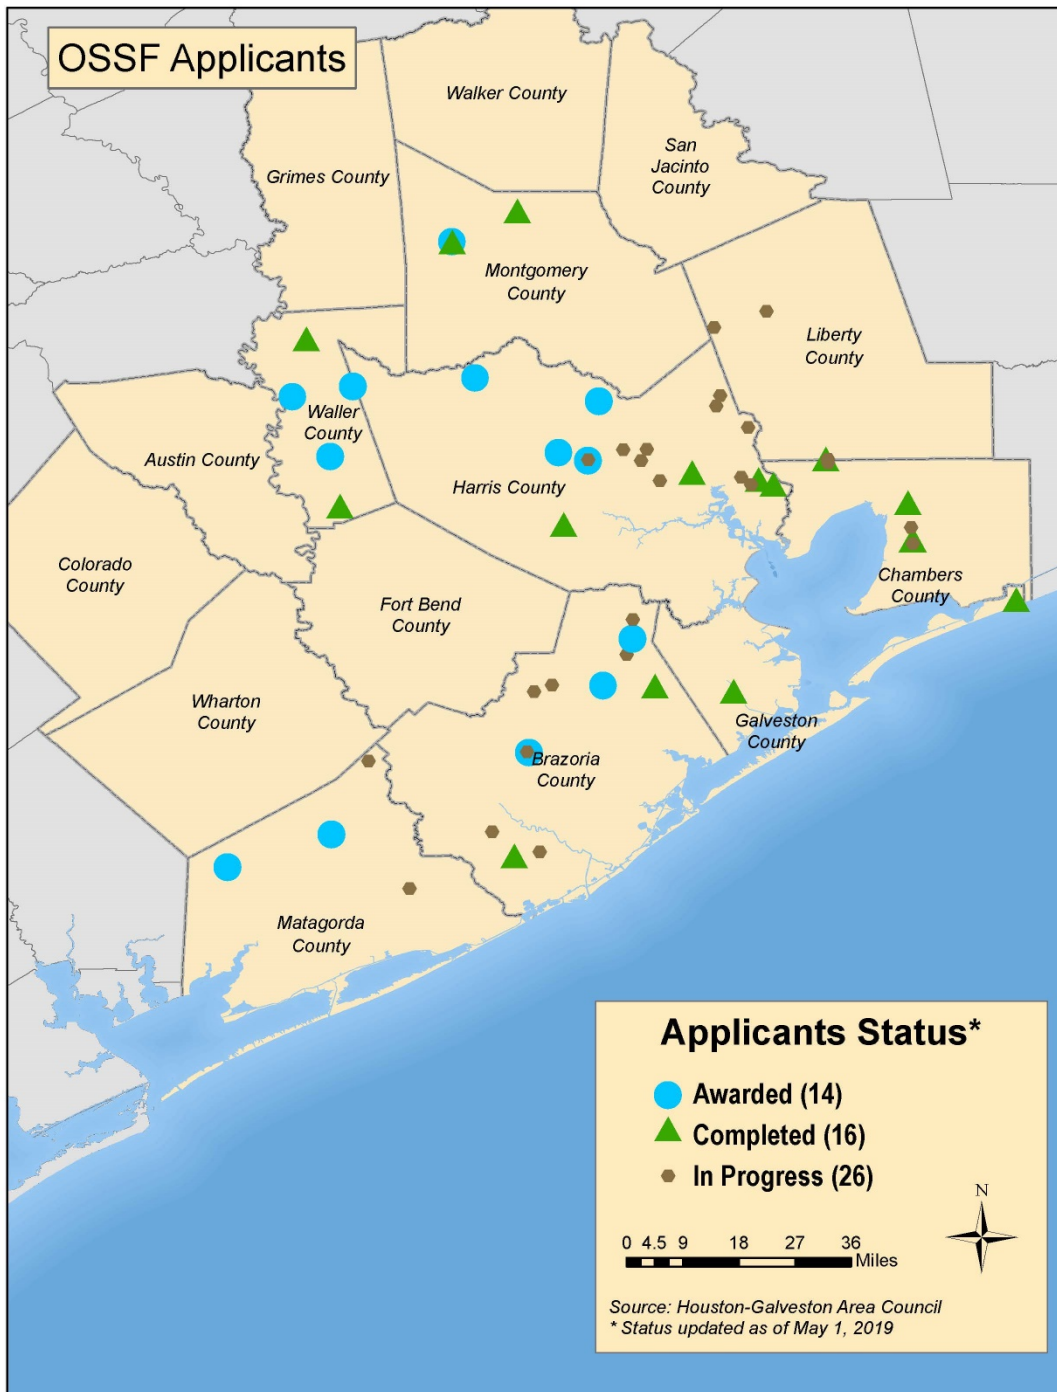 OSSF Applicants
Walker County
San
Jacinto
County
Grimes County
Montgomery
County
Liberty
County
Waller
County
Austin County
Harris County
Colorado
County
Fort Bend
County
Chambers
County
Wharton
County
Galveston
County
Brazoria
County
Matagorda
County
Applicants Status*
Awarded (14)
Completed (16)
In Progress (26)
N
0 4.5 9 18 27 36
Miles
Source: Houston-Galveston Area Council
* Status updated as of May 1, 2019